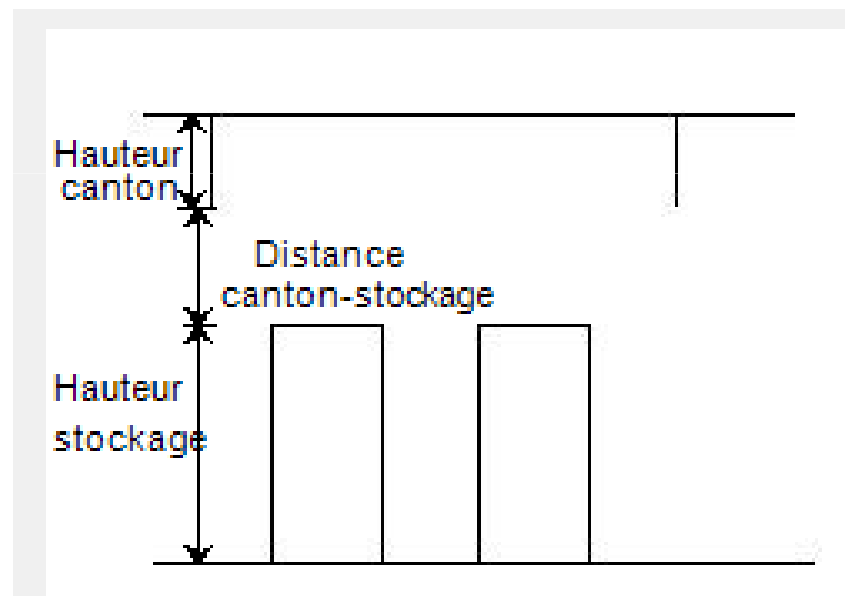 Hauteur
canton
Distance
canton-stockage
Hauteur
stockage